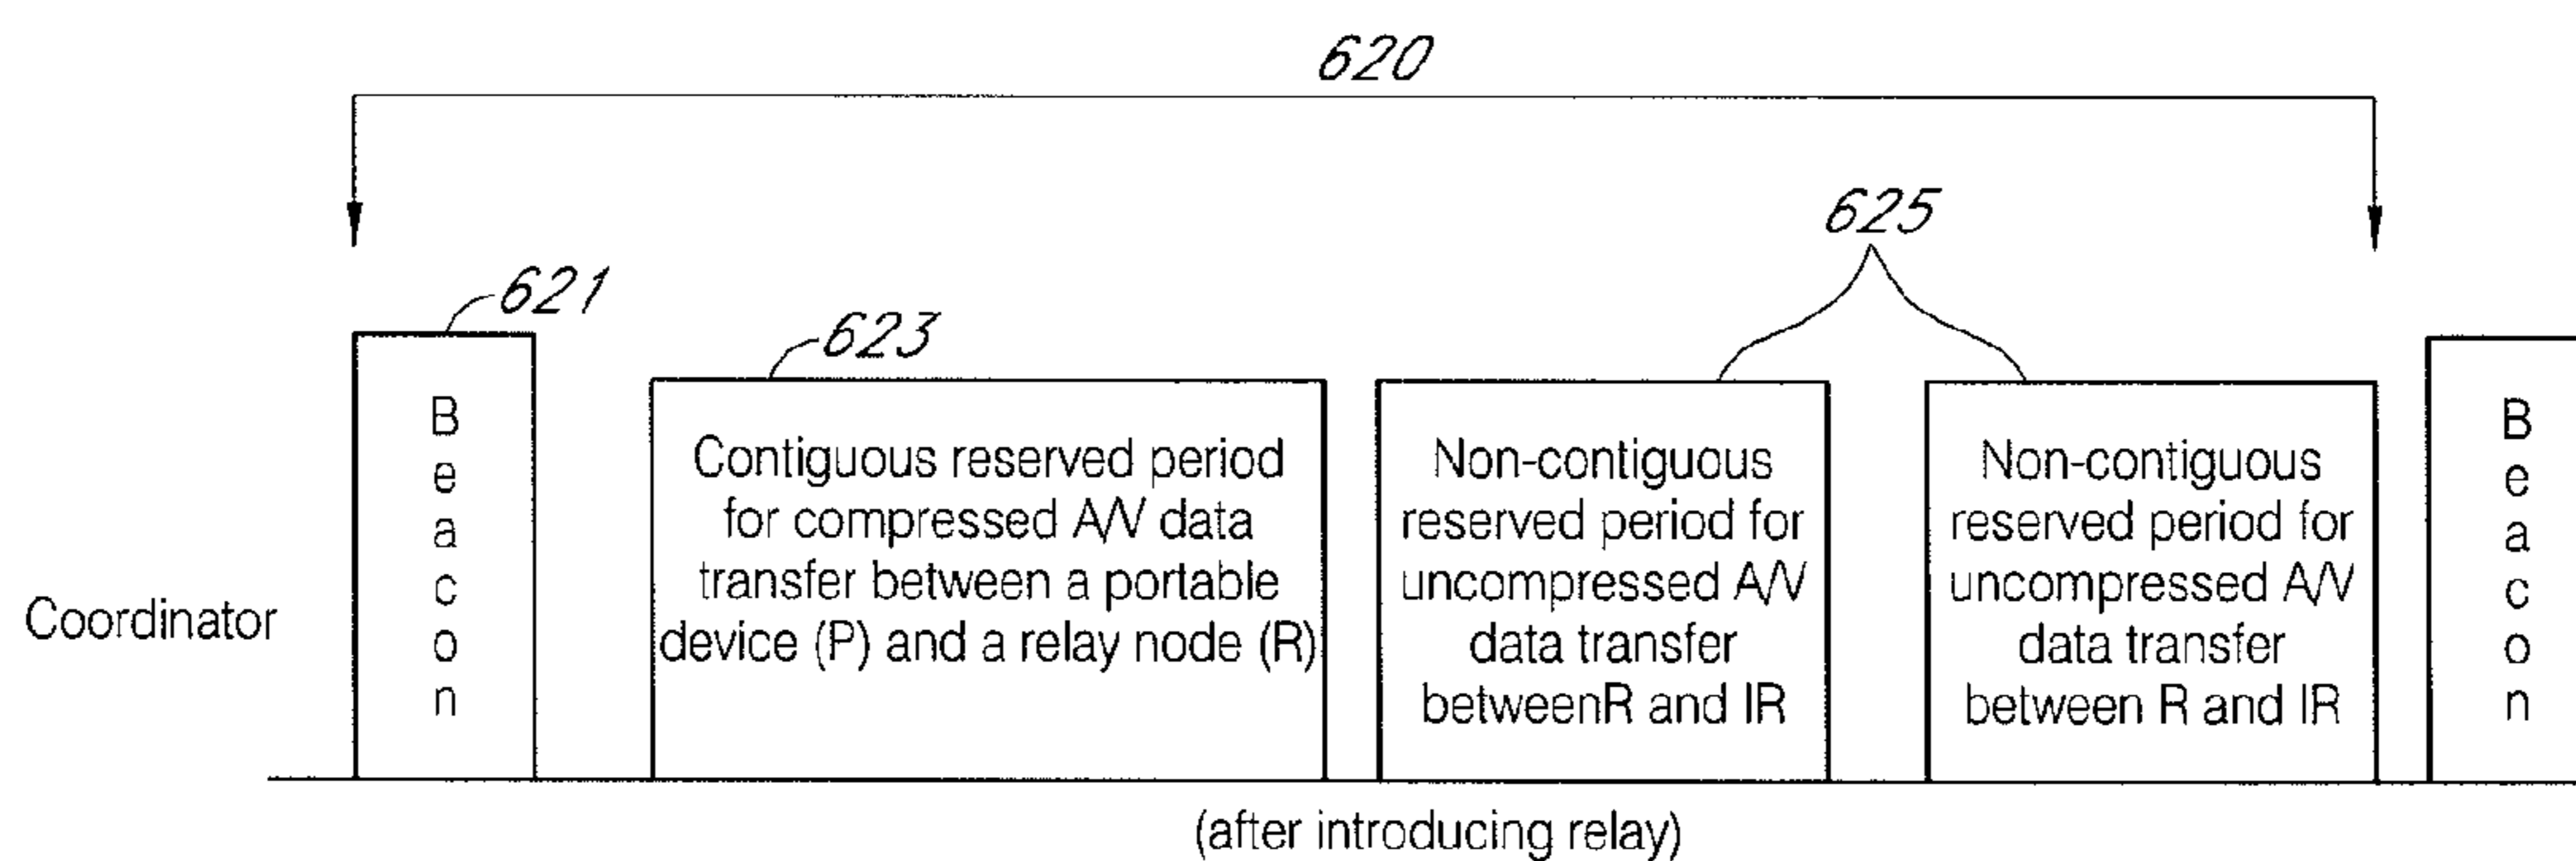 620
625
621
623
Beacon
Contiguous reserved period
for compressed A/V data
transfer between a portable
device (P) and a relay node (R)
Non-contiguous
reserved period for
uncompressed A/V
data transfer
betweenR and IR
Non-contiguous
reserved period for
uncompressed A/V
data transfer
between R and IR
Beacon
Coordinator
(after introducing relay)